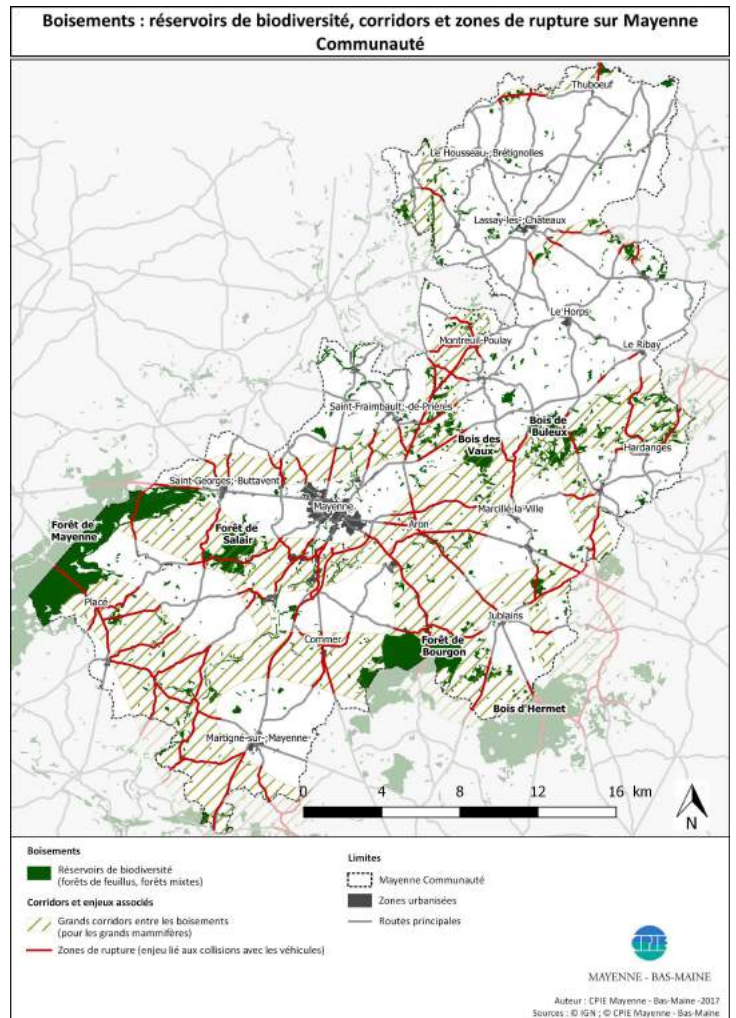 Boisements : réservoirs de biodiversité, corridors et zones de rupture sur Mayenne
Communauté
Thuboeuf
Le Housseau-;Brétignolles
Lassay-les-;Châteaux
Le Horps
Montreuil-Poulay
Le Ribay
Saint-Fraimbault;-de-Prières
Bois de
Buleux
Bois des
Vaux
Hardanges
Saint-Georges;-Buttavent
Mayenne
Marcillé-la-Ville
Forêt de
Mayenne
Forêt de
Salair
Aron
Placé
Jublains
Commer
Forêt de
Bourgon
Bois d'Hermet
Martigné-sur-;Mayenne
0 4 8 12 16 km
N
Boisements
Réservoirs de biodiversité
(forêts de feuillus, forêts mixtes)
Corridors et enjeux associés
Grands corridors entre les boisements
(pour les grands mammifères)
Zones de rupture (enjeu lié aux collisions avec les véhicules)
Limites
Mayenne Communauté
Zones urbanisées
Routes principales
CPIE
MAYENNE - BAS-MAINE
Auteur : CPIE Mayenne - Bas-Maine -2017
Sources : © IGN ; © CPIE Mayenne - Bas-Maine